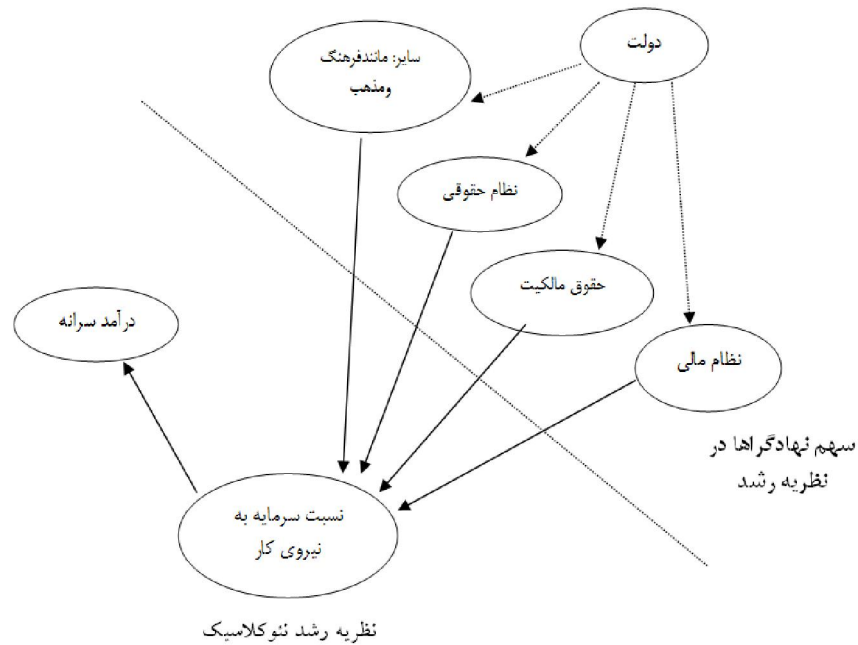 دولت
سایر: مانندفرهنگ
ومذهب
نظام حقوقی
حقوق مالکیت
درآمد سرانه
نظام مالی
سهم نهادگراها در
نظریه رشد
نسبت سرمایه به
نیروی کار
نظریه رشد نئوکلاسیک